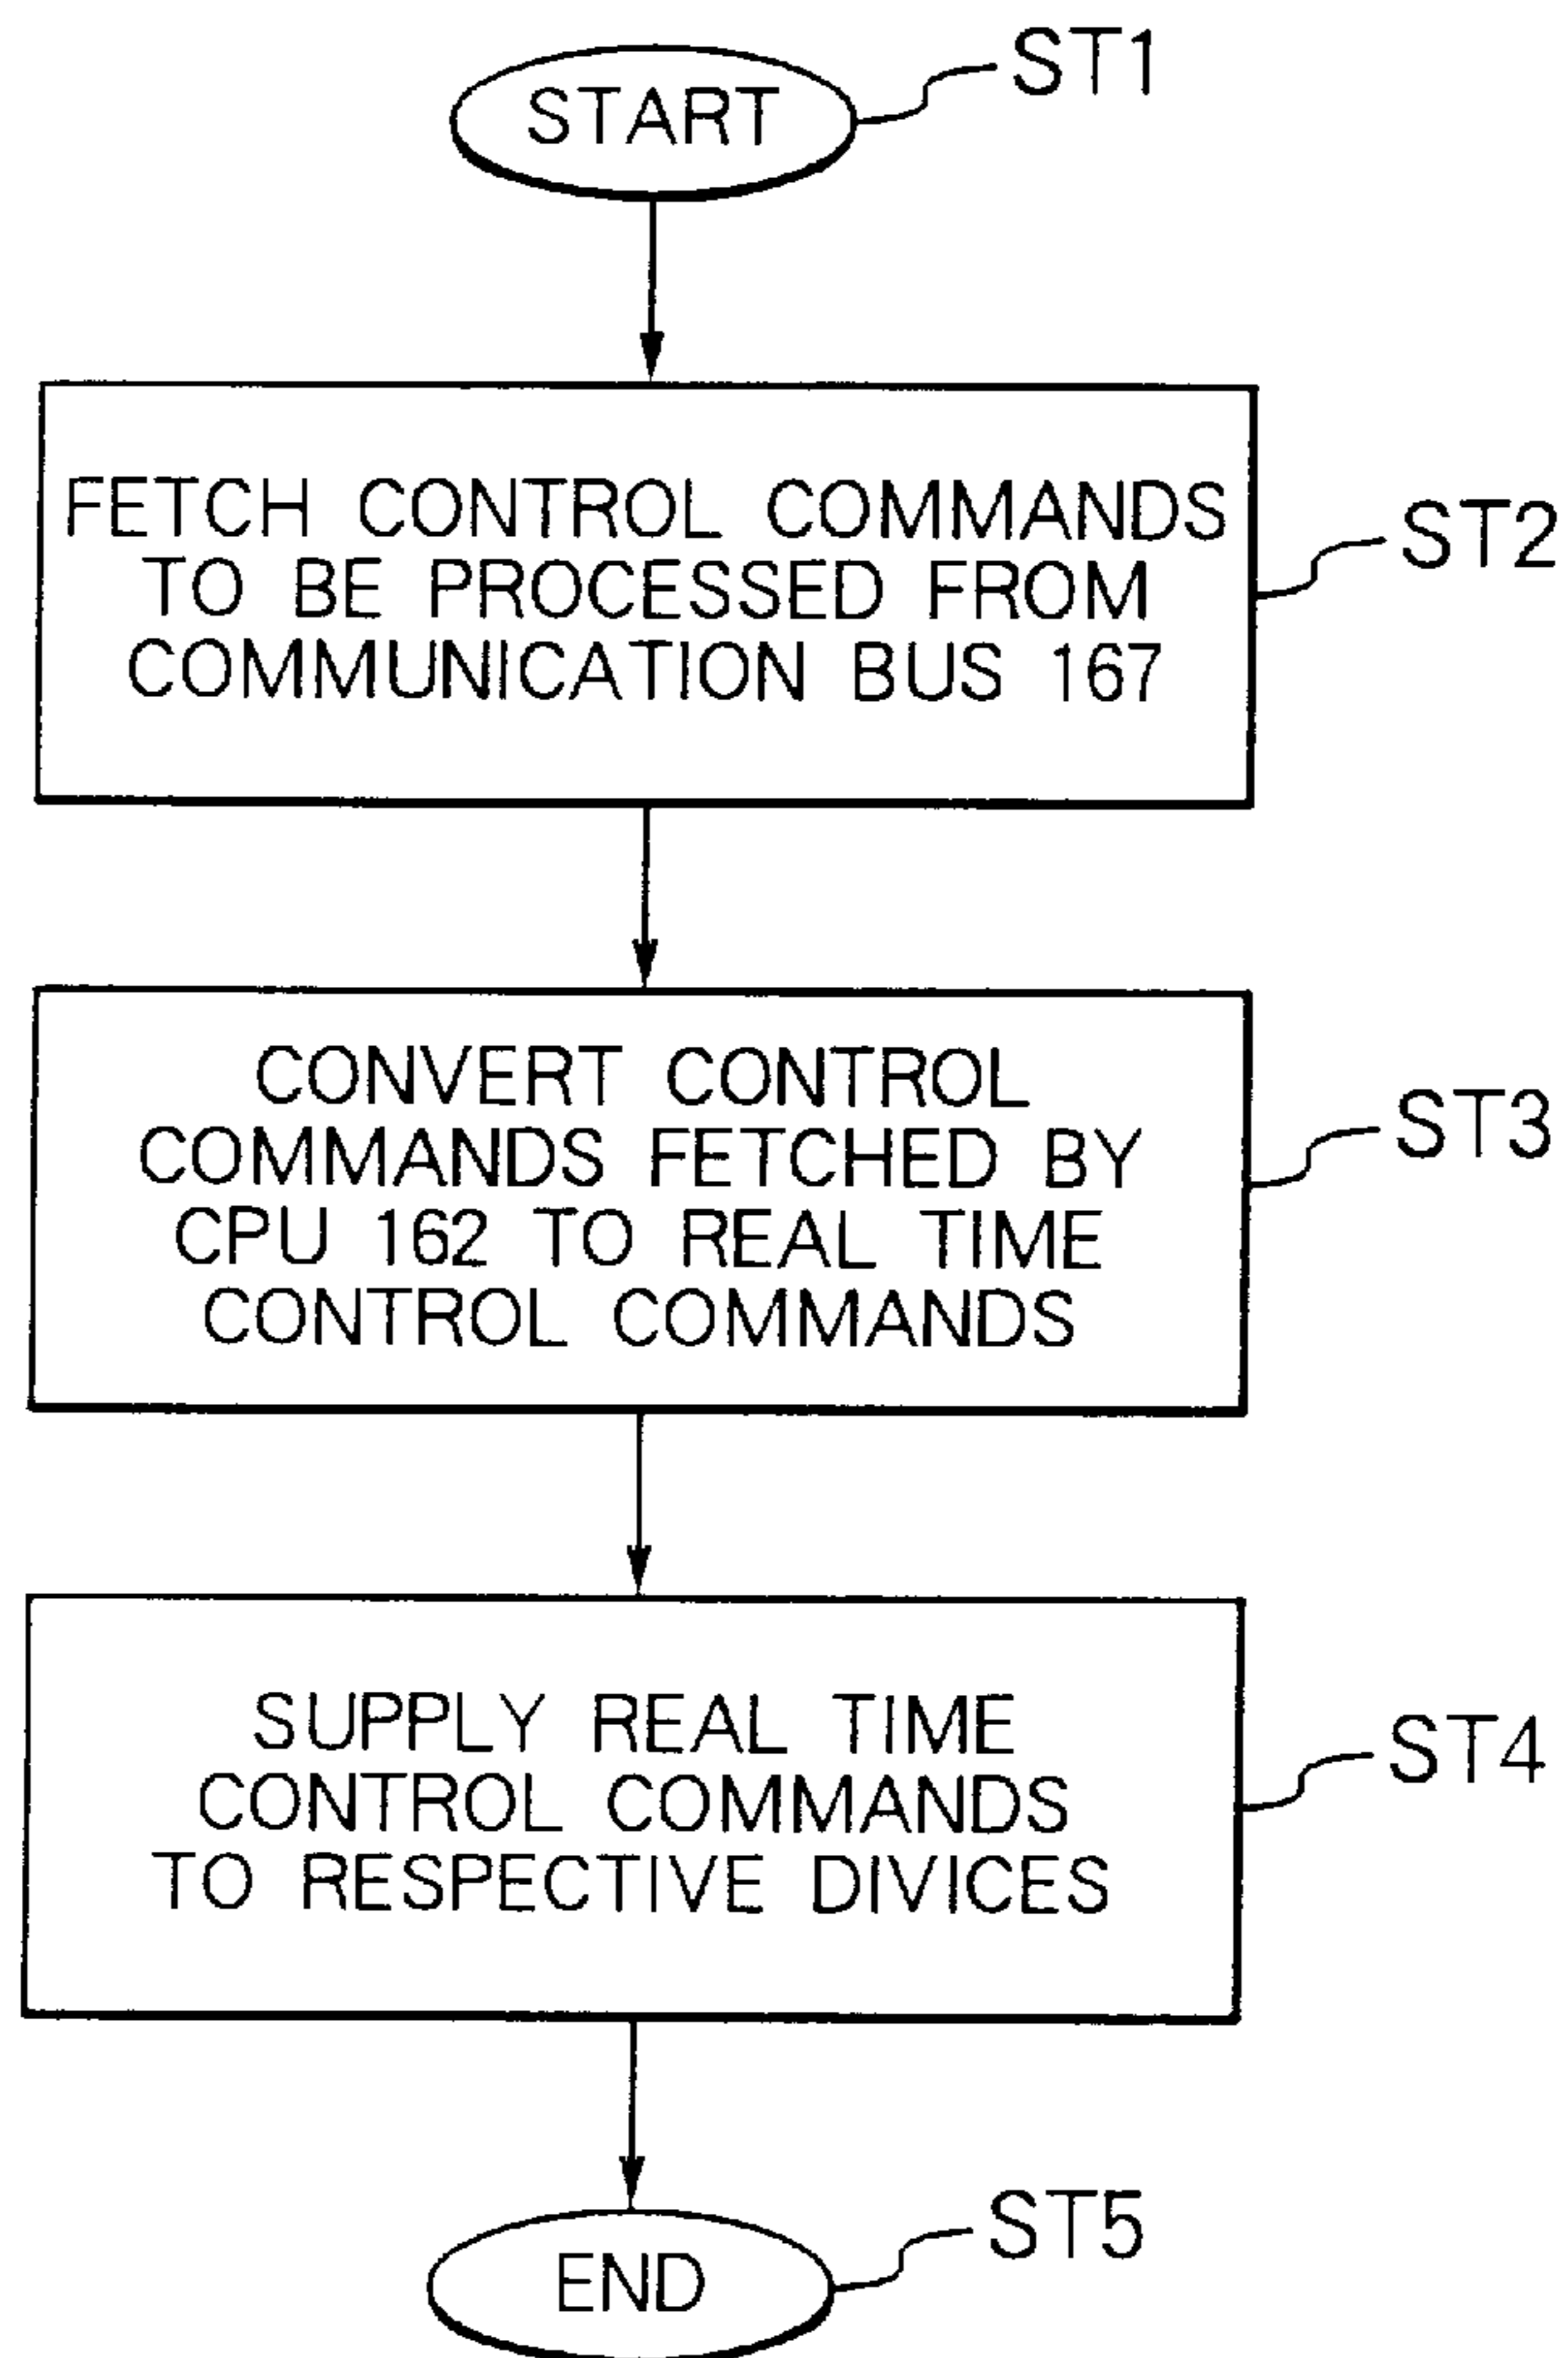 START
ST1
FETCH CONTROL COMMANDS
TO BE PROCESSED FROM
COMMUNICATION BUS 167
ST2
CONVERT CONTROL
COMMANDS FETCHED BY
CPU 162 TO REAL TIME
CONTROL COMMANDS
ST3
SUPPLY REAL TIME
CONTROL COMMANDS
TO RESPECTIVE DIVICES
ST4
END
ST5